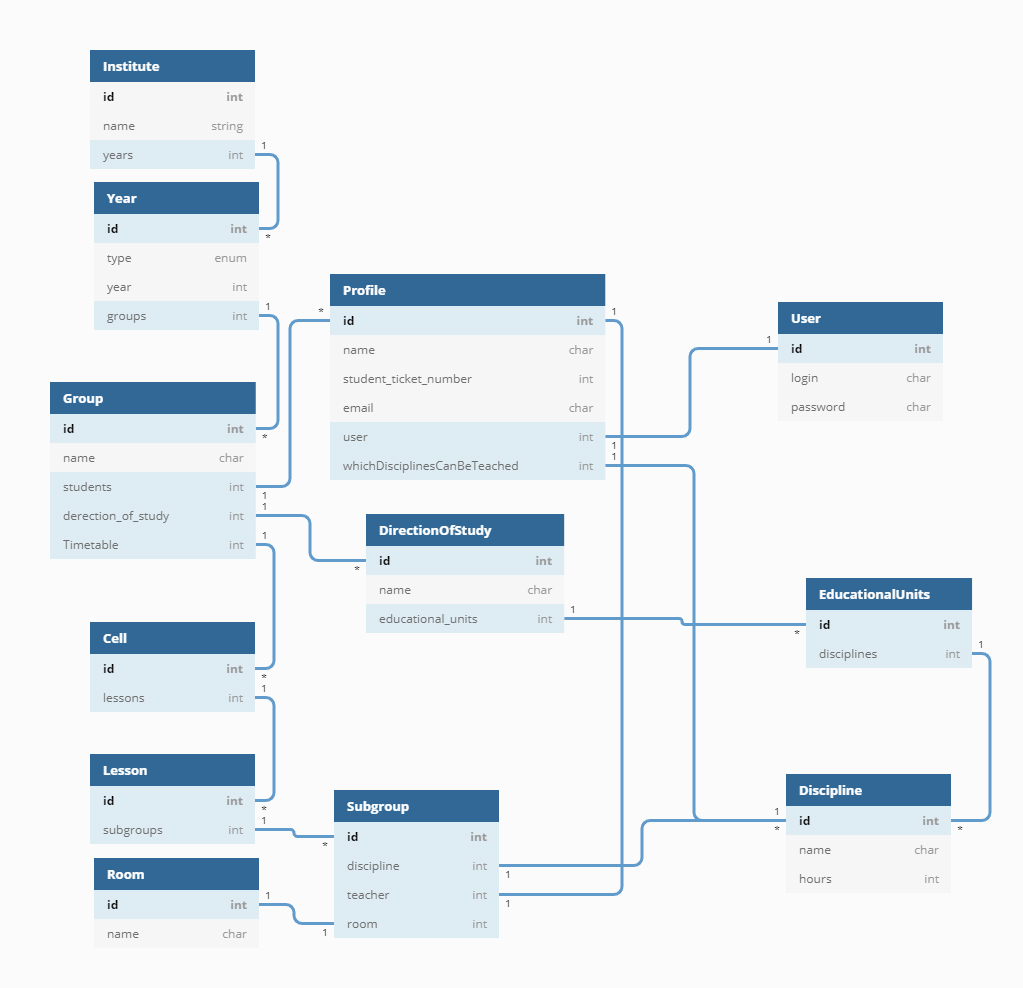 Institute
id int
name string
years int
1
Year
id int
*
type enum
year int
groups int
1
Profile
* id int 1
name char
student_ticket_number int
email char
user int
1
1
whichDisciplinesCanBeTeached int
User
1 id int
login char
password char
Group
id int
*
name char
students int
1
1
derection_of_study int
1
Timetable int
DirectionOfStudy
id int
*
name char
educational_units int
1
EducationalUnits
id int
*
disciplines int
1
Cell
id int
*
1
lessons int
Lesson
id int
*
1
subgroups int
Subgroup
id int
*
discipline int
1
teacher int
1
room int
1
Discipline
1
id int
* *
name char
hours int
Room
id int
1
name char